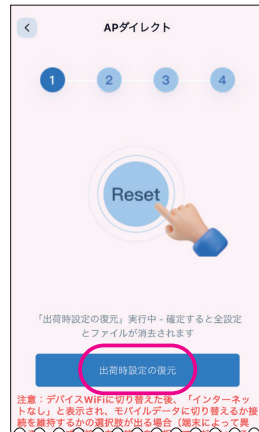 APダイレクト
1 2 3 4
Reset
「出荷時設定の復元」実行中 - 確定すると全設定
とファイルが消去されます
出荷時設定の復元
注意：デバイスWiFiに切り替えた後、「インターネッ
トなし」と表示され、モバイルデータに切り替えるか接
続を維持するかの選択肢が出る場合（端末によって異